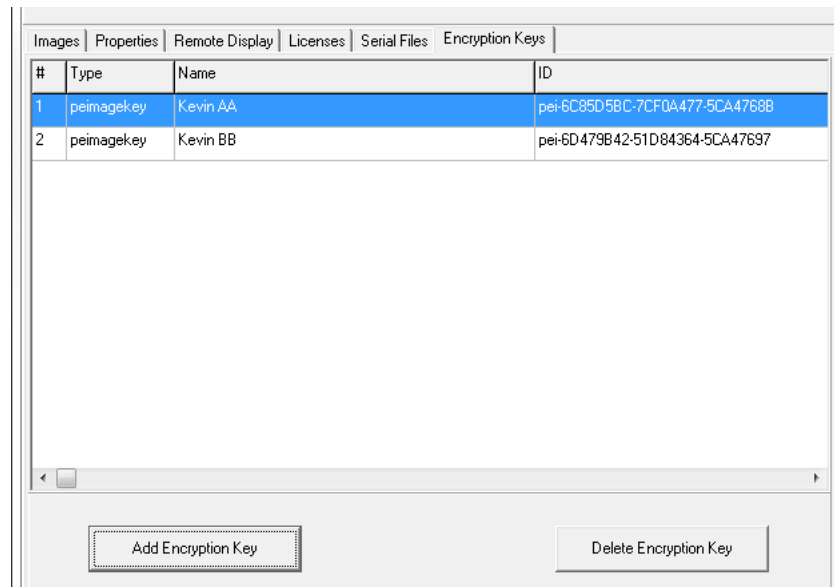 Images Properties Remote Display Licenses Serial Files Encryption Keys
# Type Name ID
1 peimagekey Kevin AA pei-6C85D5BC-7CF0A477-5CA4768B
2 peimagekey Kevin BB pei-6D479B42-51D84364-5CA47697
Add Encryption Key Delete Encryption Key